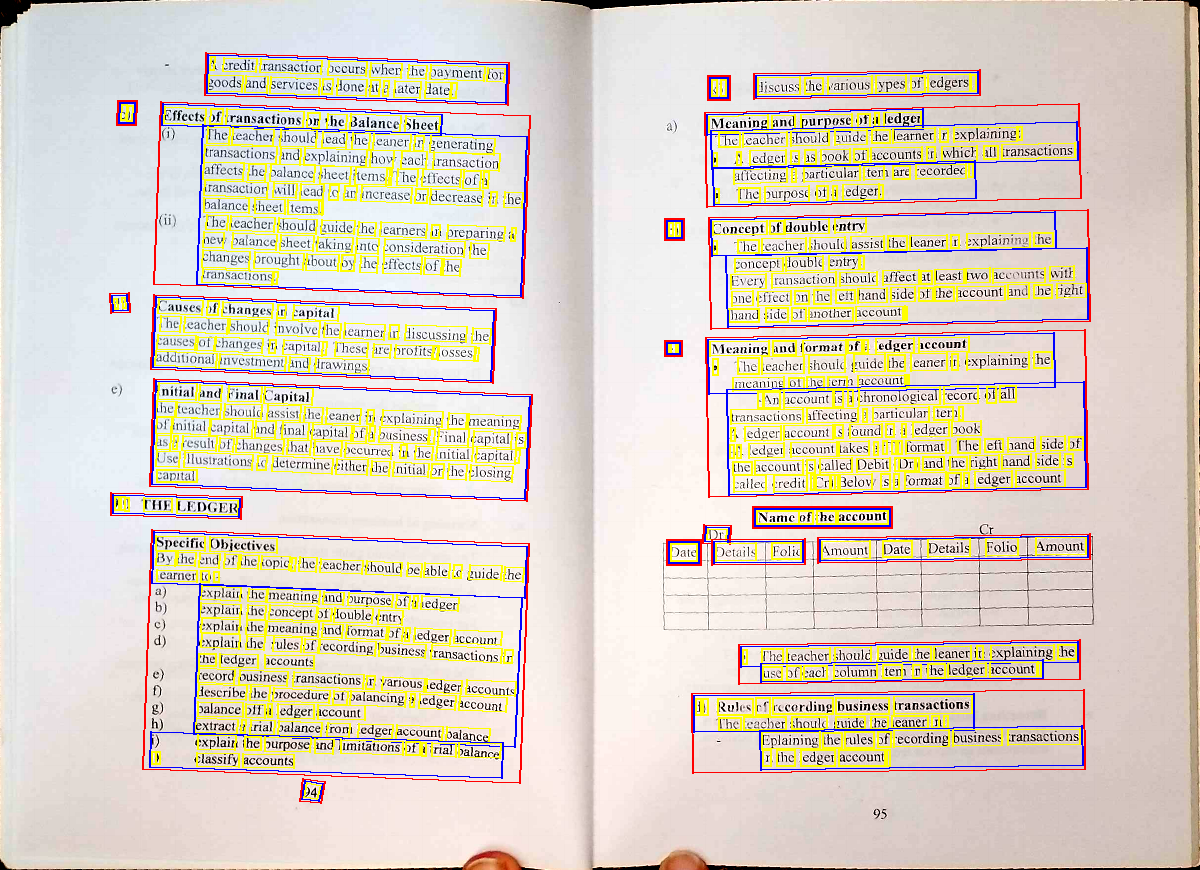 - A credit transaction occurs when the payment for
goods and services is done at a later date.
c) Effects of transactions on the Balance Sheet
(i) The teacher should lead the leaner in generating
transactions and explaining how each transaction
affects the balance sheet items. The effects of a
transaction will lead to an increase or decrease in the
balance sheet items.
(ii) The teacher should guide the learners in preparing a
new balance sheet taking into consideration the
changes brought about by the effects of the
transactions.
d) Causes of changes in capital
The teacher should involve the learner in discussing the
causes of changes in capital. These are profits/losses,
additional investment and drawings.
e) Initial and Final Capital
the teacher should assist the leaner in explaining the meaning
of initial capital and final capital of a business. Final capital is
as a result of changes that have occurred in the initial capital.
Use illustrations to determine either the initial or the closing
capital
THE LEDGER
Specific Objectives
By the end of the topic, the teacher should be able to guide the
learner to:-
a) explain the meaning and purpose of a ledger
b) explain the concept of double entry
c) explain the meaning and format of a ledger account
d) explain the rules of recording business transactions in
the ledger accounts
e) record business transactions in various ledger accounts
f) describe the procedure of balancing a ledger account
g) balance off a ledger account
h) extract a trial balance from ledger account balance
i) explain the purpose and limitations of a trial balance
j) classify accounts
94
k) discuss the various types of ledgers
a) Meaning and purpose of a ledger
The teacher should guide the learner in explaining:
• A ledger is as book of accounts in which all transactions
affecting a particular item are recorded
• The purpose of a ledger.
b) Concept of double entry
• The teacher should assist the leaner in explaining the
concept double entry.
Every transaction should affect at least two accounts with
one effect on the left hand side of the account and the right
hand side of another account
c) Meaning and format of a ledger account
• The teacher should guide the leaner in explaining the
meaning of the term account.
-An account is a chronological record of all
transactions affecting a particular item.
A ledger account is found in a ledger book
A ledger account takes a "T" format. The left hand side of
the account is called Debit (Dr) and the right hand side is
called credit (Cr) Below is a format of a ledger account
Name of the account
Dr Cr
Date Details Folio Amount Date Details Folio Amount
• The teacher should guide the leaner in explaining the
use of each column item in the ledger account
d) Rules of recording business transactions
The teacher should guide the leaner in:
- Eplaining the rules of recording business transactions
in the ledger account
95